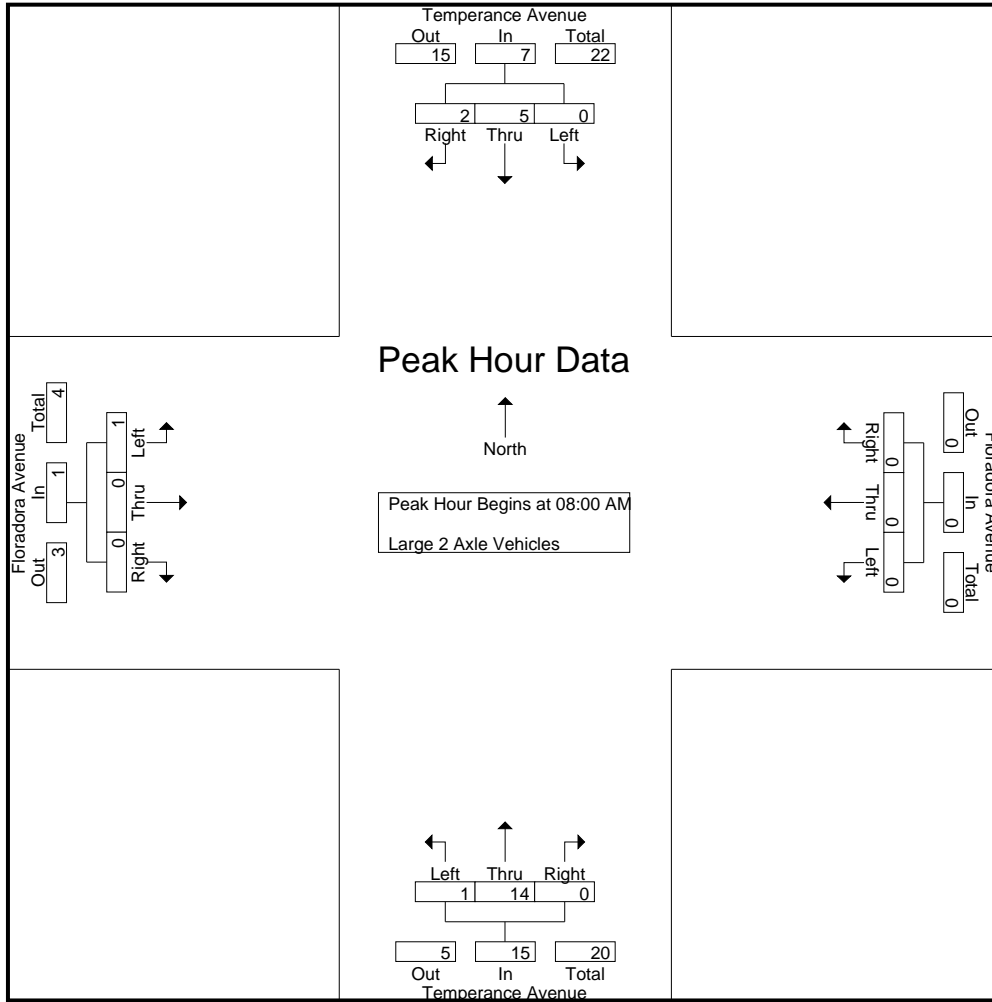 Temperance Avenue
Out In Total
15 7 22
2 5 0
Right Thru Left
Peak Hour Data
North
Peak Hour Begins at 08:00 AM
Large 2 Axle Vehicles
Floradora Avenue
Out In Total
3 1 4
Right Thru Left
0 0 1
Right Thru Left
0 0 0
Out In Total
0 0 0
Floradora Avenue
Left Thru Right
1 14 0
5 15 20
Out In Total
Temperance Avenue